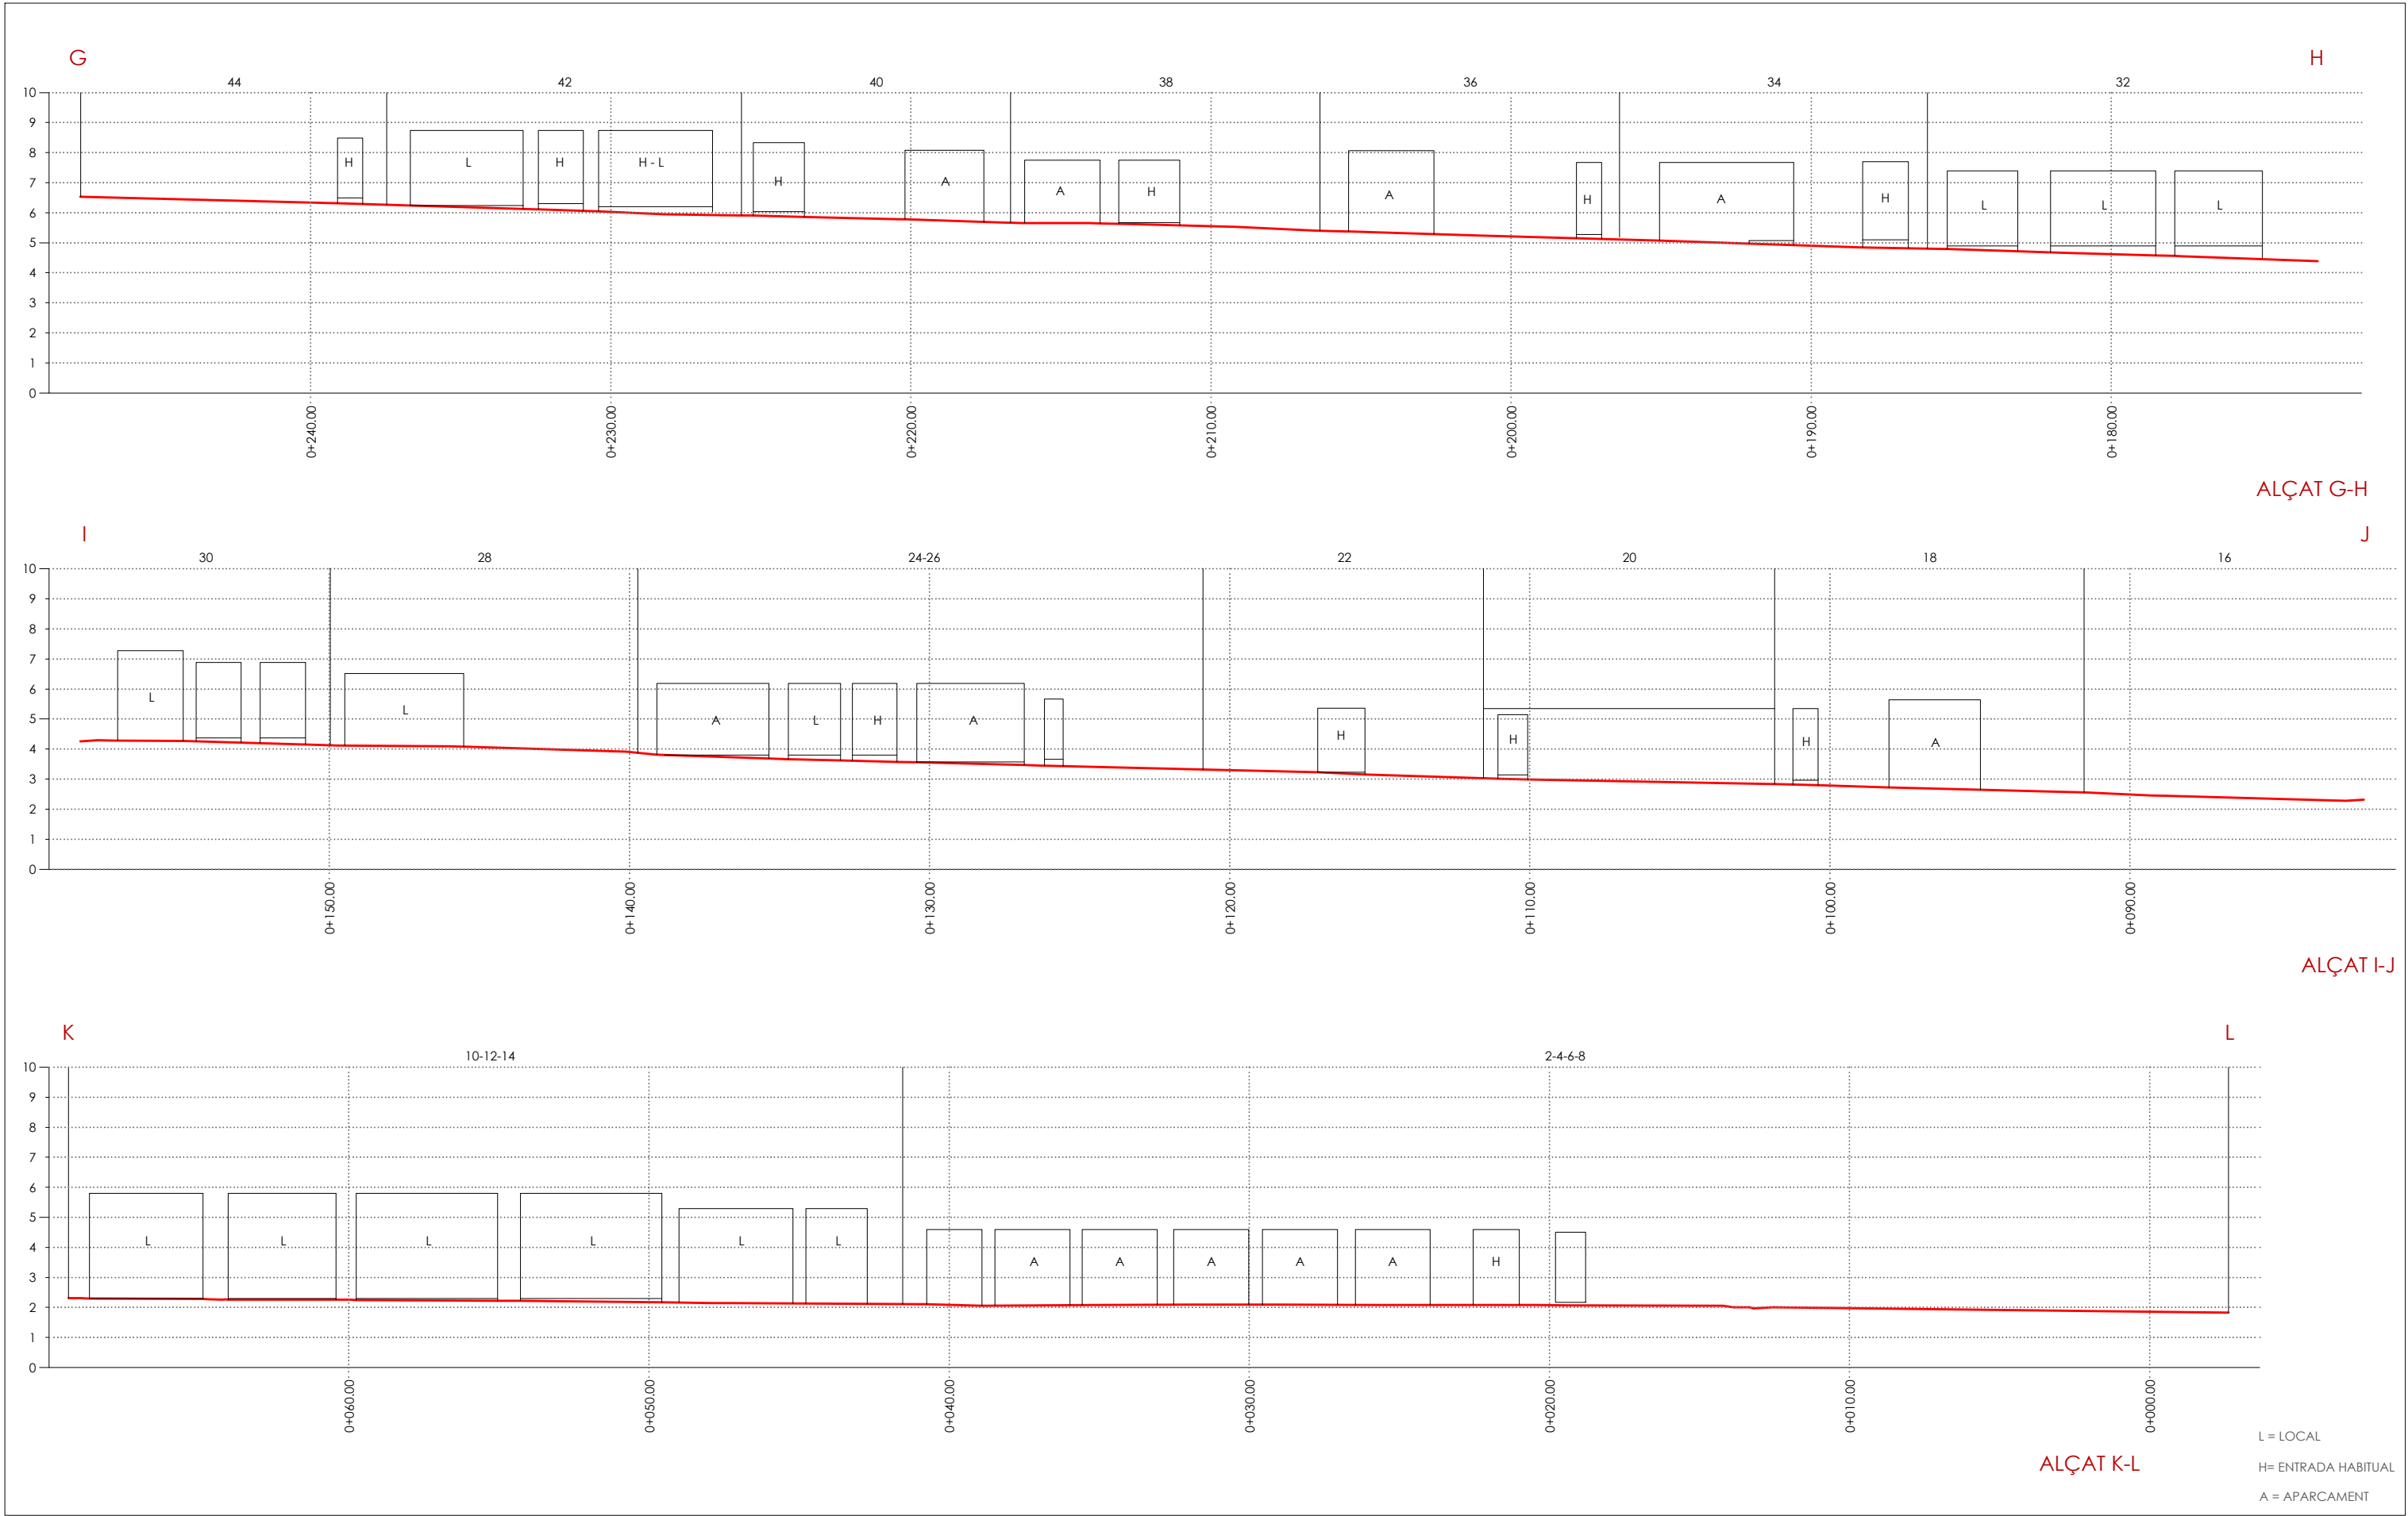 G
H
44 42 40 38 36 34 32
10
9
8
7
6
5
4
3
2
1
0
H L H H - L H A A H A H A H L L L
0+240.00 0+230.00 0+220.00 0+210.00 0+200.00 0+190.00 0+180.00
ALÇAT G-H
I
J
30 28 24-26 22 20 18 16
10
9
8
7
6
5
4
3
2
1
0
L L A L H A H H H A
0+150.00 0+140.00 0+130.00 0+120.00 0+110.00 0+100.00 0+090.00
ALÇAT I-J
K
L
10-12-14 2-4-6-8
10
9
8
7
6
5
4
3
2
1
0
L L L L L L A A A A A H
0+060.00 0+050.00 0+040.00 0+030.00 0+020.00 0+010.00 0+000.00
ALÇAT K-L
L = LOCAL
H= ENTRADA HABITUAL
A = APARCAMENT